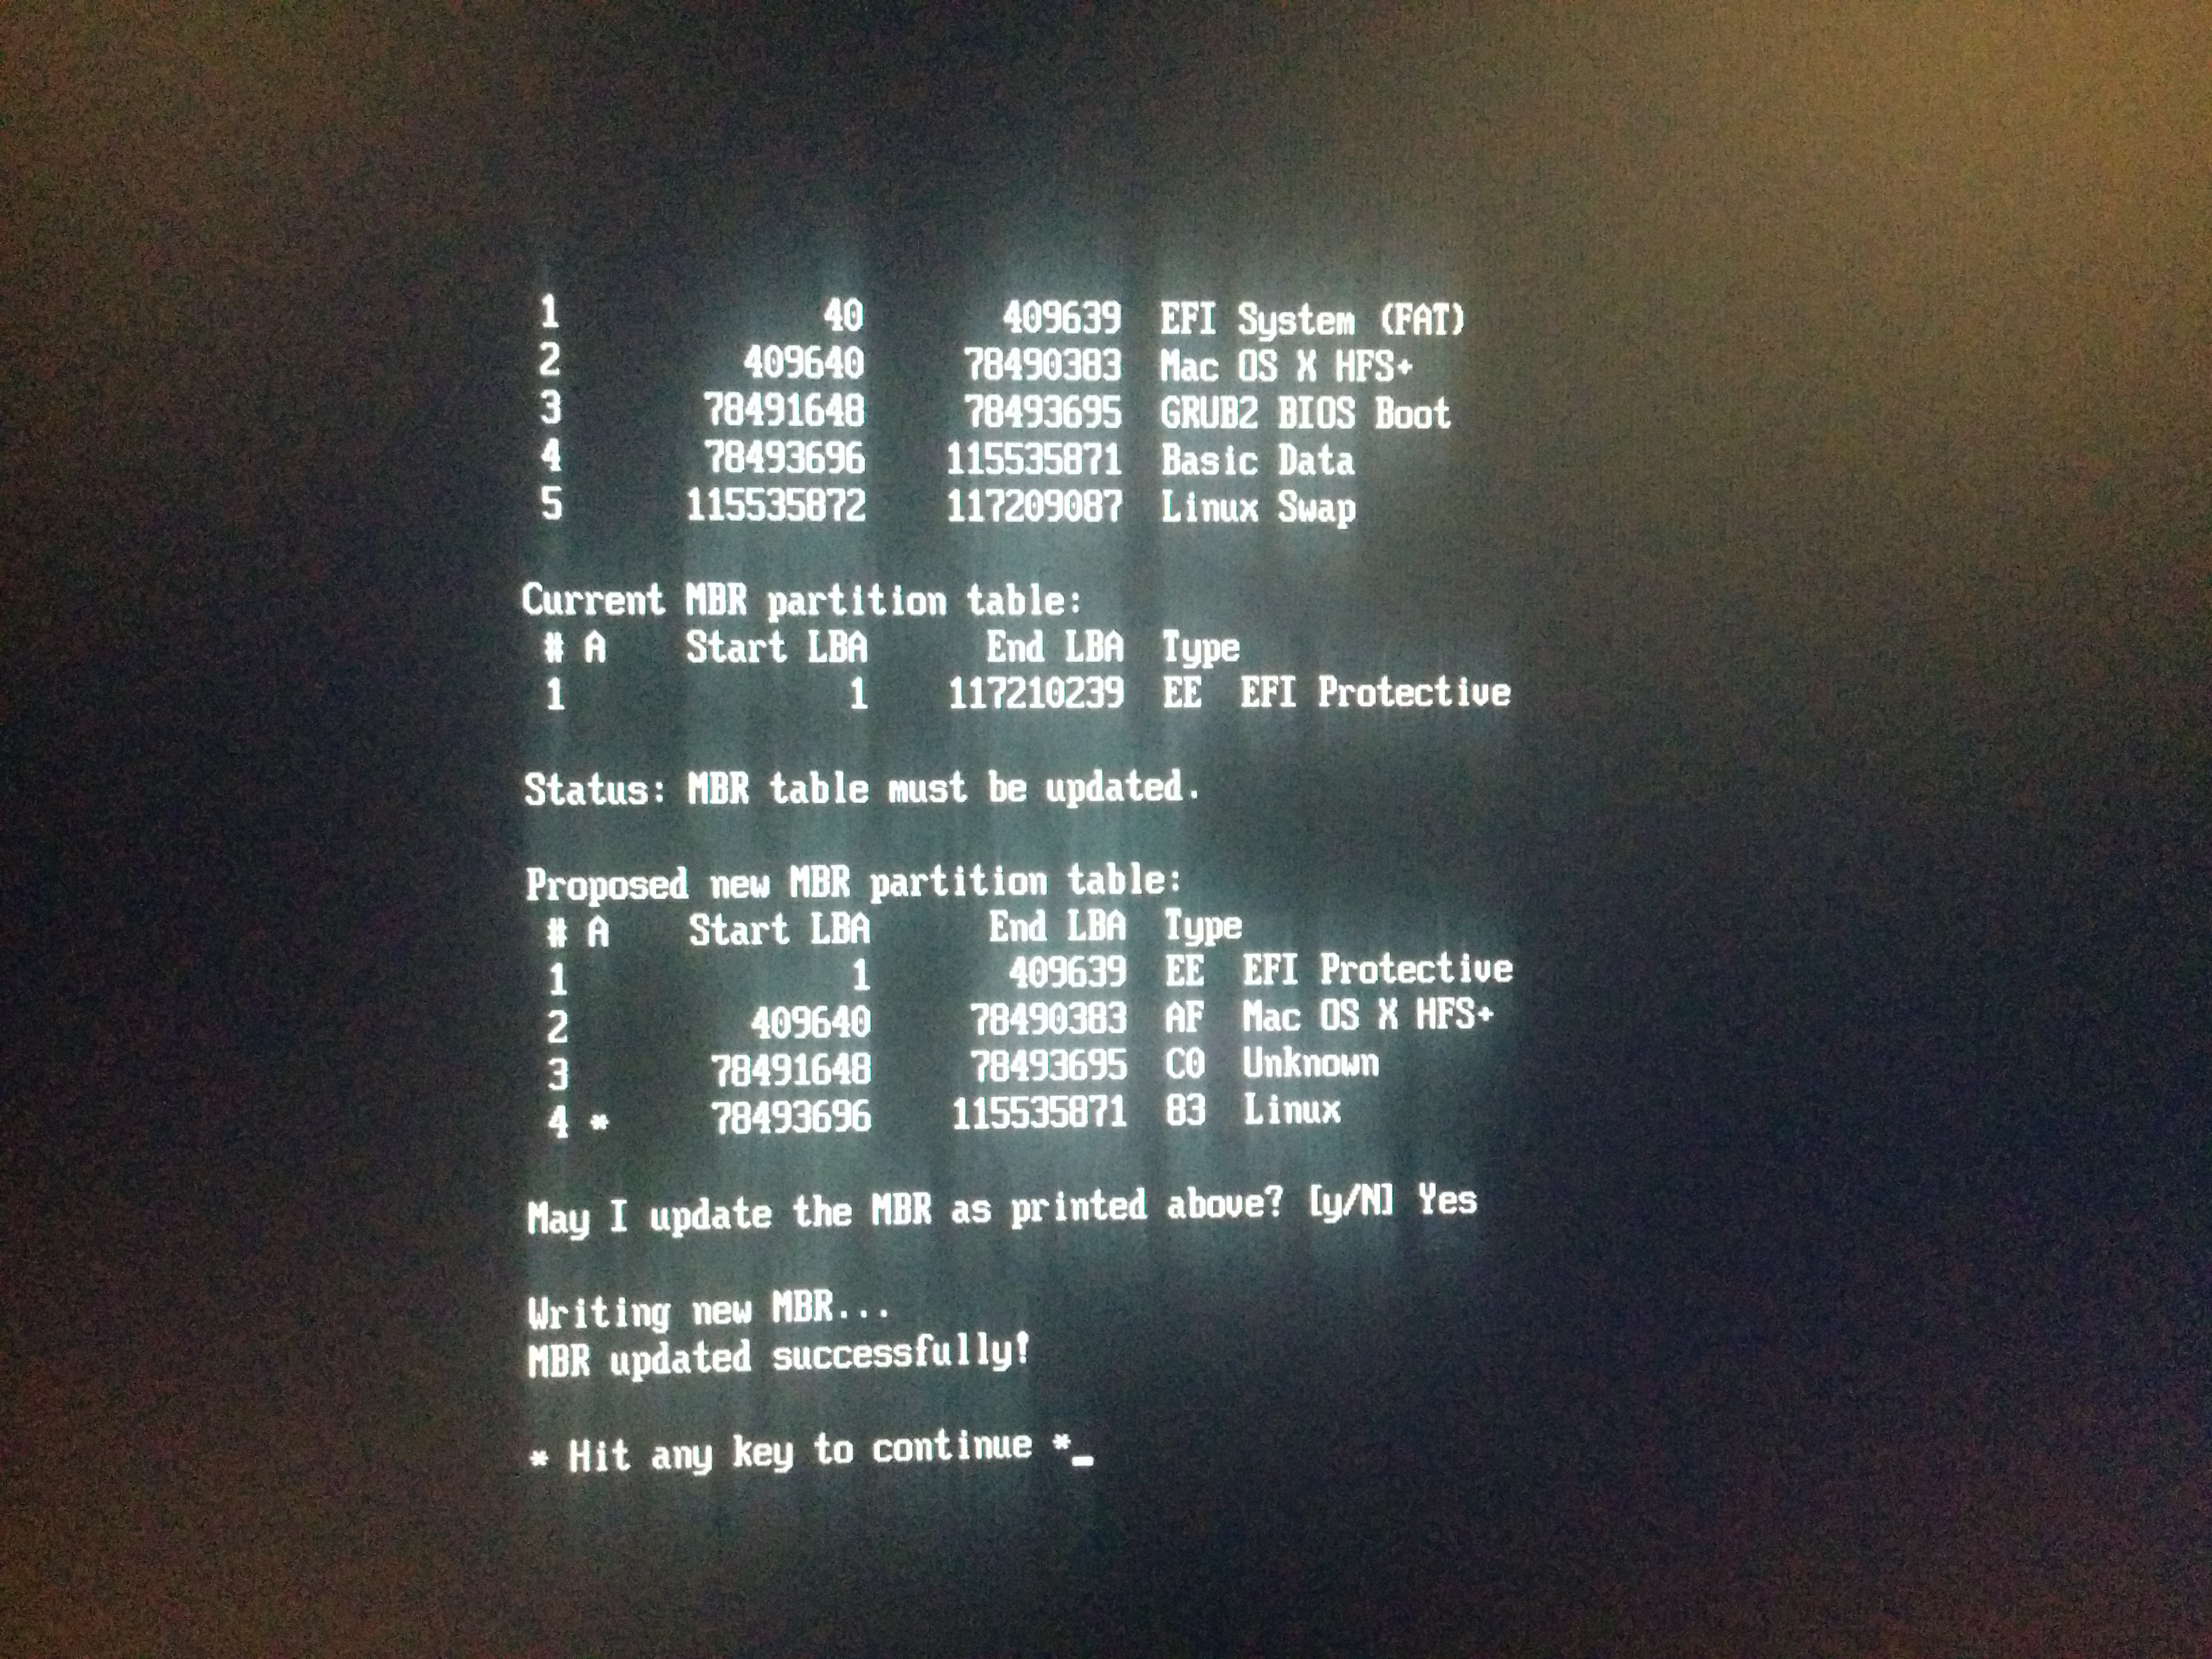 1 40 409639 EFI System (FAT)
2 409640 78490383 Mac OS X HFS+
3 78491648 78493695 GRUB2 BIOS Boot
4 78493696 115535871 Basic Data
5 115535872 117209087 Linux Swap
Current MBR partition table:
# A Start LBA End LBA Type
1 1 117210239 EE EFI Protective
Status: MBR table must be updated.
Proposed new MBR partition table:
# A Start LBA End LBA Type
1 1 409639 EE EFI Protective
2 409640 78490383 AF Mac OS X HFS+
3 78491648 78493695 C0 Unknown
4 * 78493696 115535871 83 Linux
May I update the MBR as printed above? [y/N] Yes
Writing new MBR...
MBR updated successfully!
* Hit any key to continue *_